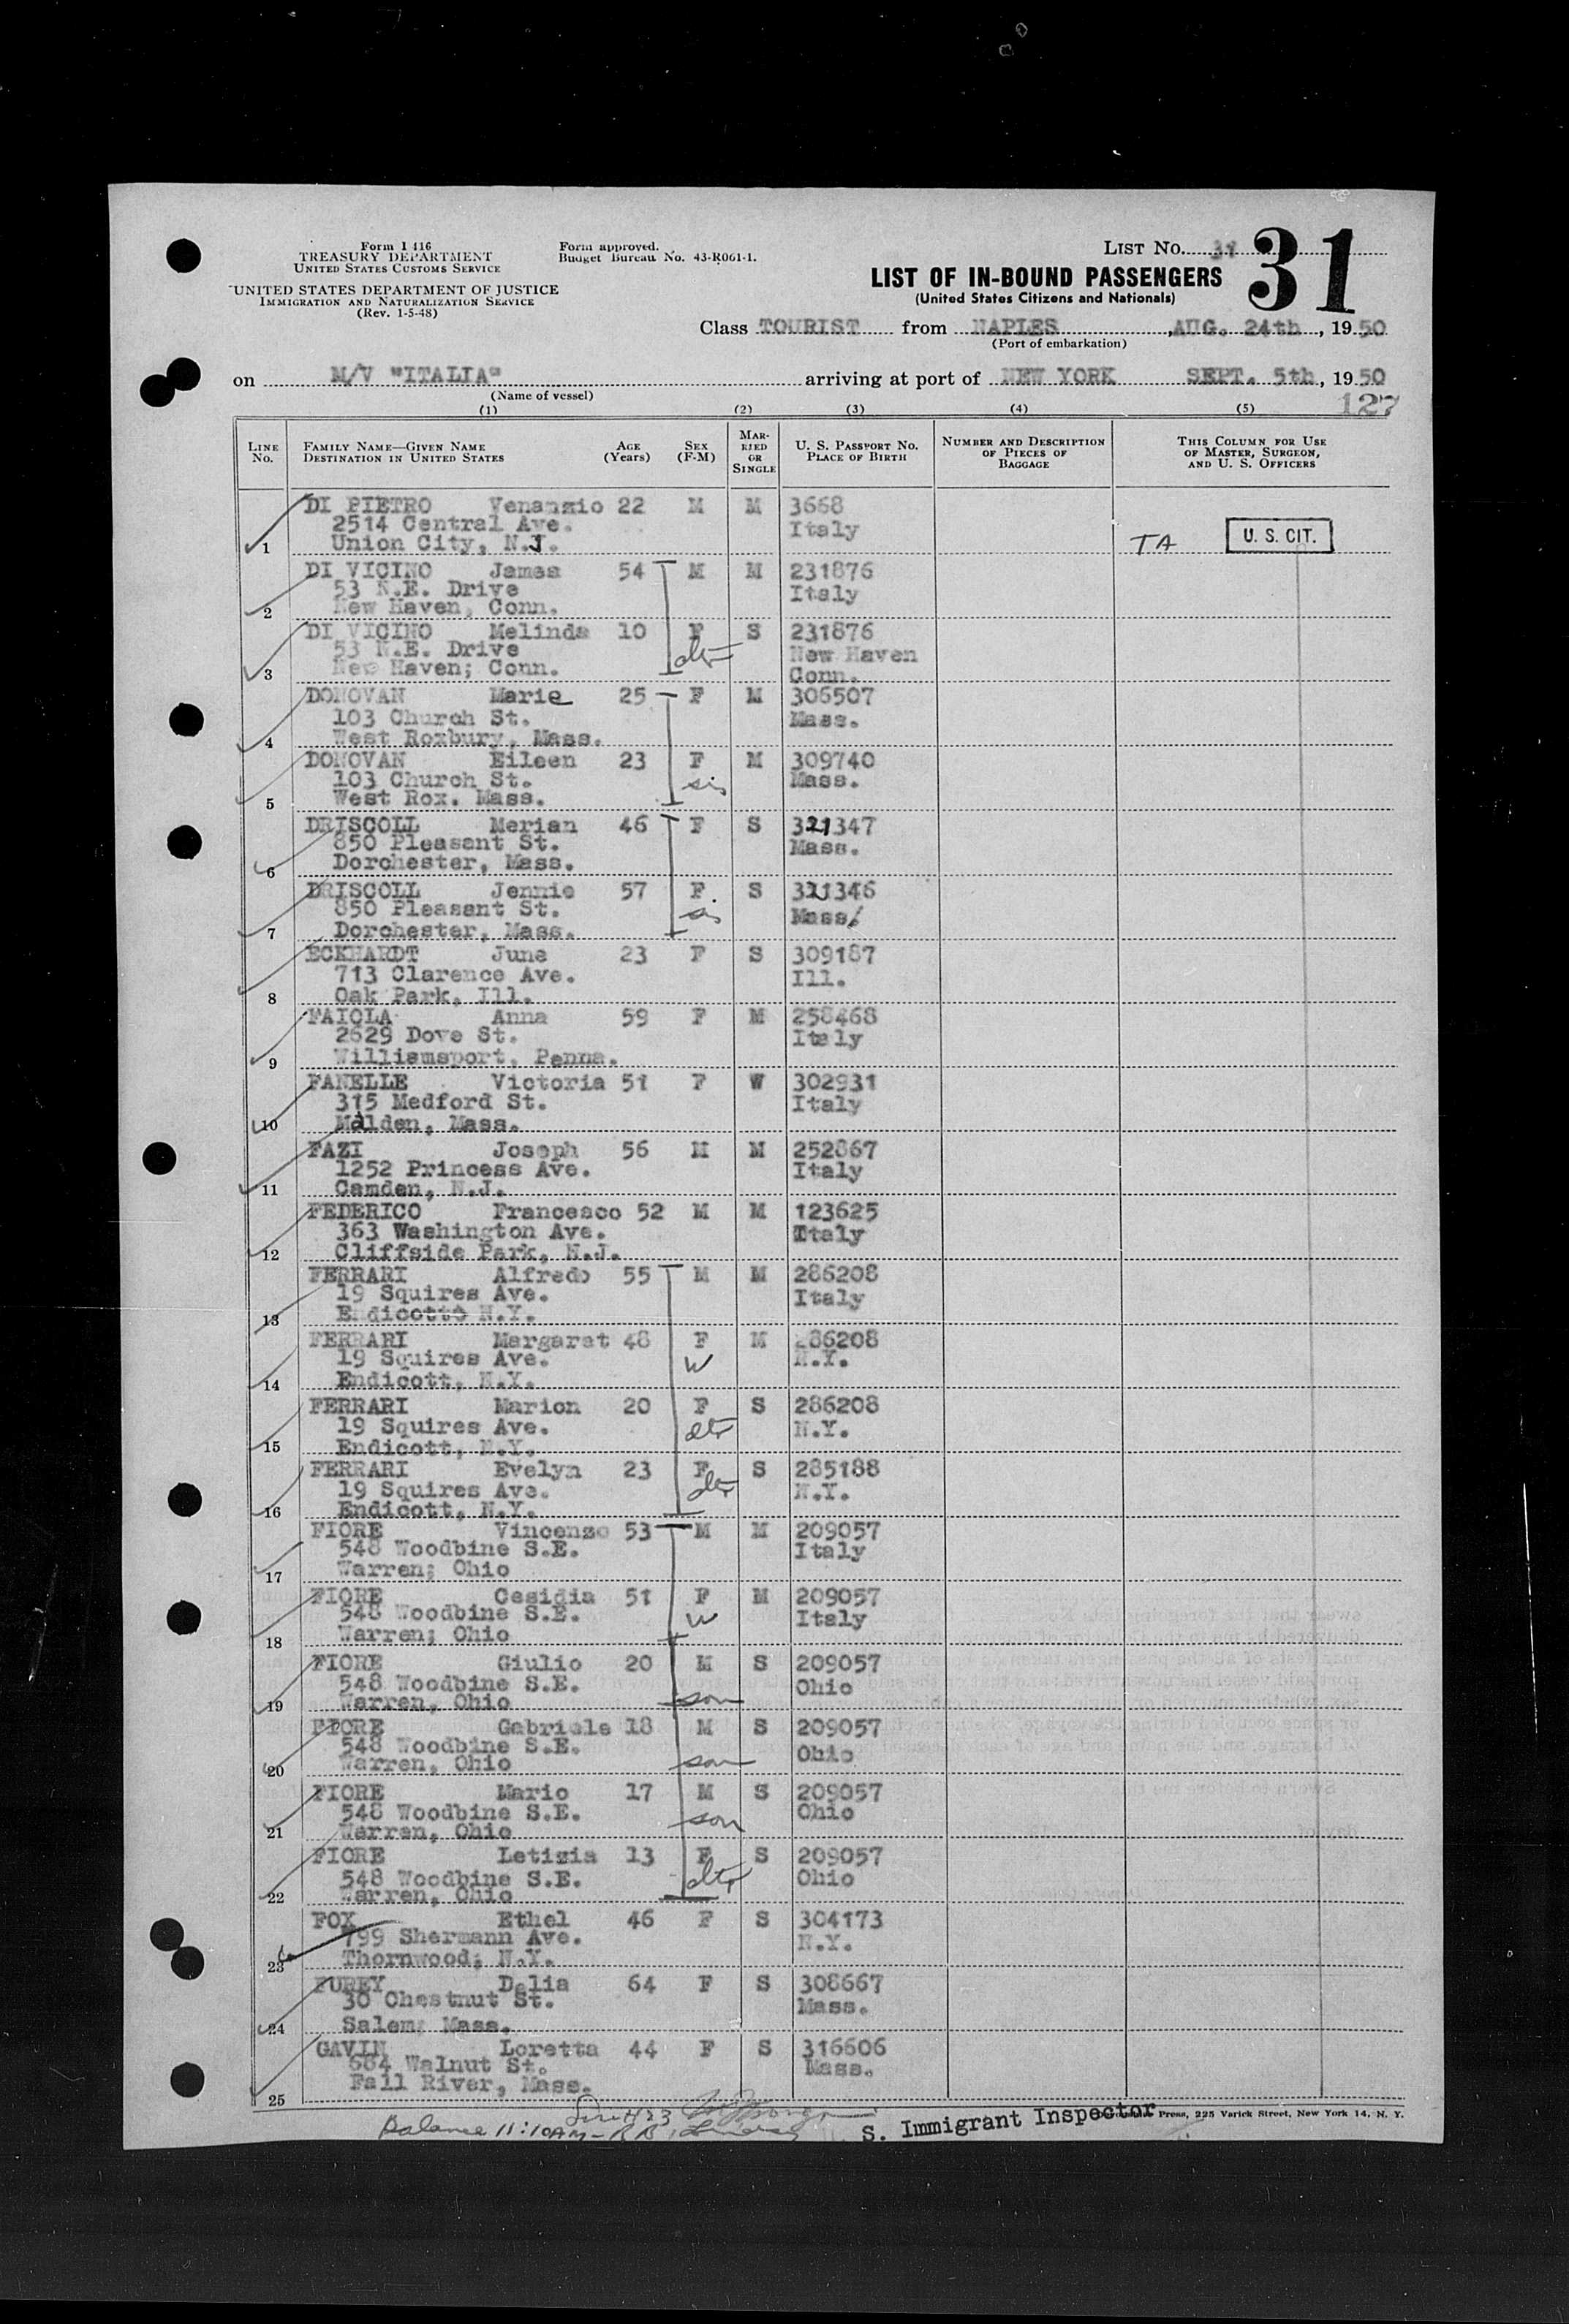 Form I 416
TREASURY DEPARTMENT
UNITED STATES CUSTOMS SERVICE
UNITED STATES DEPARTMENT OF JUSTICE
IMMIGRATION AND NATURALIZATION SERVICE
(Rev. 1-5-48)
Form approved.
Budget Bureau No. 43-R061-1.
LIST No. 31 31
LIST OF IN-BOUND PASSENGERS
(United States Citizens and Nationals)
Class TOURIST from NAPLES, AUG. 24th, 1950
(Port of embarkation)
on M/V "ITALIA" arriving at port of NEW YORK SEPT. 5th, 1950
(Name of vessel)
127
(1) (2) (3) (4) (5)
LINE No. FAMILY NAME—GIVEN NAME DESTINATION IN UNITED STATES AGE (Years) SEX (F-M) MARRIED OR SINGLE U. S. PASSPORT No. PLACE OF BIRTH NUMBER AND DESCRIPTION OF PIECES OF BAGGAGE THIS COLUMN FOR USE OF MASTER, SURGEON, AND U. S. OFFICERS
DI PIETRO Venanzio 22 M M 3668
2514 Central Ave. Italy
1 Union City, N.J. TA U. S. CIT.
DI VICINO James 54 M M 231876
53 N.E. Drive Italy
2 New Haven, Conn.
DI VICINO Melinda 10 F S 231876
53 N.E. Drive dtr New Haven
3 New Haven; Conn. Conn.
DONOVAN Marie 25 F M 306507
103 Church St. Mass.
4 West Roxbury, Mass.
DONOVAN Eileen 23 F M 309740
103 Church St. sis Mass.
5 West Rox. Mass.
DRISCOLL Merian 46 F S 321347
850 Pleasant St. Mass.
6 Dorchester, Mass.
DRISCOLL Jennie 57 F. S 321346
850 Pleasant St. sis Mass/
7 Dorchester, Mass.
ECKHARDT June 23 F S 309187
713 Clarence Ave. Ill.
8 Oak Park, Ill.
FAIOLA Anna 59 F M 258468
2629 Dove St. Italy
9 Williamsport, Penna.
FANELLE Victoria 51 F W 302931
315 Medford St. Italy
10 Malden, Mass.
FAZI Joseph 56 M M 252867
1252 Princess Ave. Italy
11 Camden, N.J.
FEDERICO Francesco 52 M M 123625
363 Washington Ave. Italy
12 Cliffside Park, N.J.
FERRARI Alfredo 55 M M 286208
19 Squires Ave. Italy
13 Endicott N.Y.
FERRARI Margaret 48 F M 286208
19 Squires Ave. W N.Y.
14 Endicott, N.Y.
FERRARI Marion 20 F S 286208
19 Squires Ave. dtr N.Y.
15 Endicott, N.Y.
FERRARI Evelyn 23 F S 285188
19 Squires Ave. dtr N.Y.
16 Endicott, N.Y.
FIORE Vincenzo 53 M M 209057
548 Woodbine S.E. Italy
17 Warren; Ohio
FIORE Cesidia 51 F M 209057
548 Woodbine S.E. W Italy
18 Warren; Ohio
FIORE Giulio 20 M S 209057
548 Woodbine S.E. Ohio
19 Warren, Ohio son
FIORE Gabriele 18 M S 209057
548 Woodbine S.E. Ohio
20 Warren, Ohio son
FIORE Mario 17 M S 209057
548 Woodbine S.E. son Ohio
21 Warren, Ohio
FIORE Letizia 13 F S 209057
548 Woodbine S.E. dtr Ohio
22 Warren, Ohio
FOX Ethel 46 F S 304173
799 Shermann Ave. N.Y.
23 Thornwood; N.Y.
FUREY Delia 64 F S 308667
30 Chestnut St. Mass.
24 Salem; Mass.
GAVIN Loretta 44 F S 316606
684 Walnut St. Mass.
25 Fall River, Mass.
Balance 11:10AM
S. Immigrant Inspector
Press, 225 Varick Street, New York 14, N. Y.